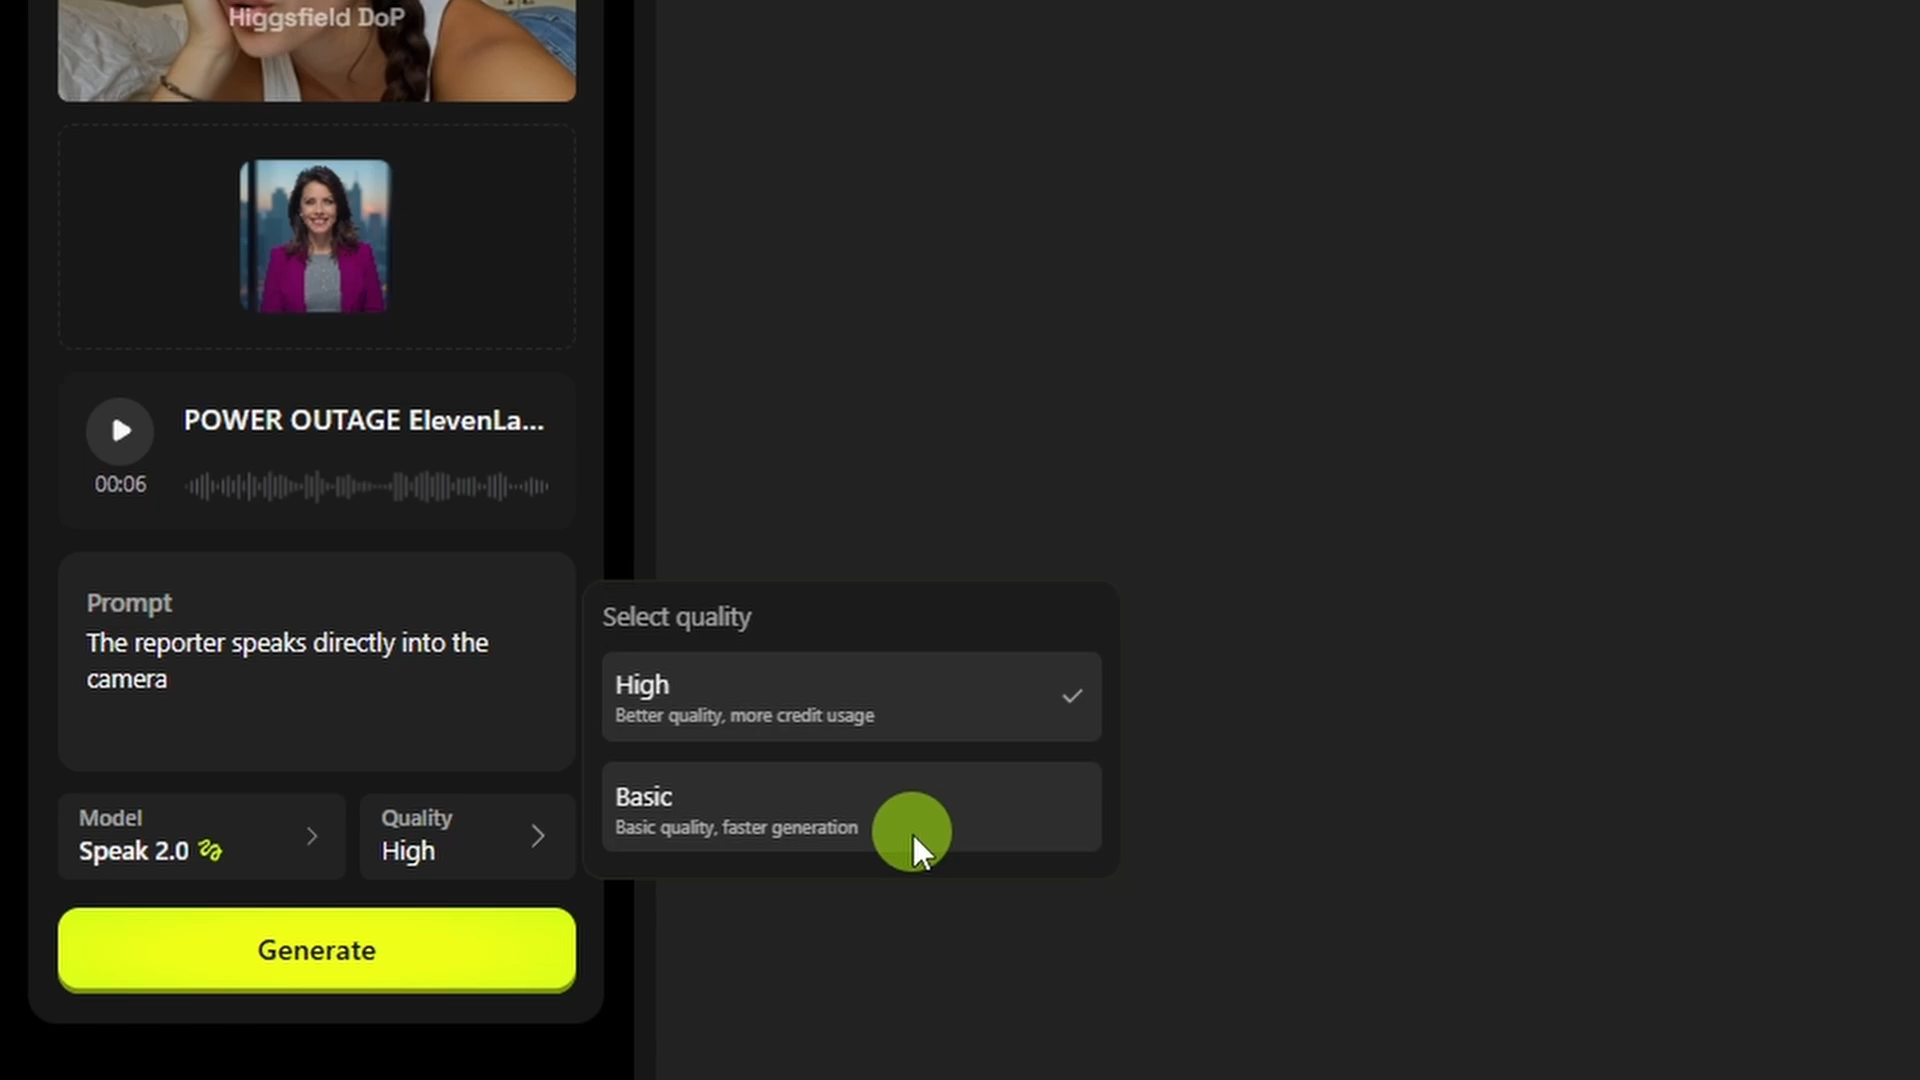 Higgsfield DoP
POWER OUTAGE ElevenLa...
00:06
Prompt
The reporter speaks directly into the
camera
Select quality
High
Better quality, more credit usage
Basic
Basic quality, faster generation
Model
Speak 2.0
Quality
High
Generate